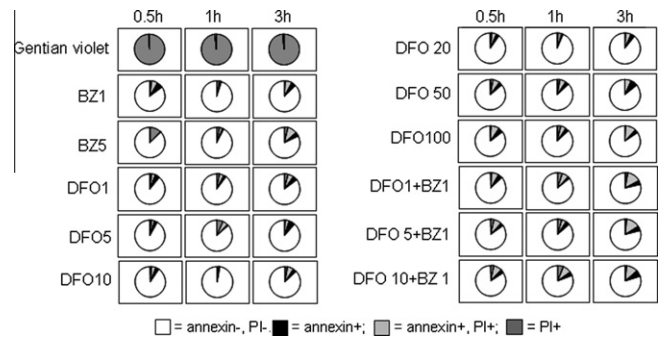 0.5h 1h 3h
Gentian violet
BZ1
BZ5
DFO1
DFO5
DFO10
0.5h 1h 3h
DFO 20
DFO 50
DFO100
DFO1+BZ1
DFO 5+BZ1
DFO 10+BZ 1
= annexin-, PI-. = annexin+; = annexin+, PI+; = PI+